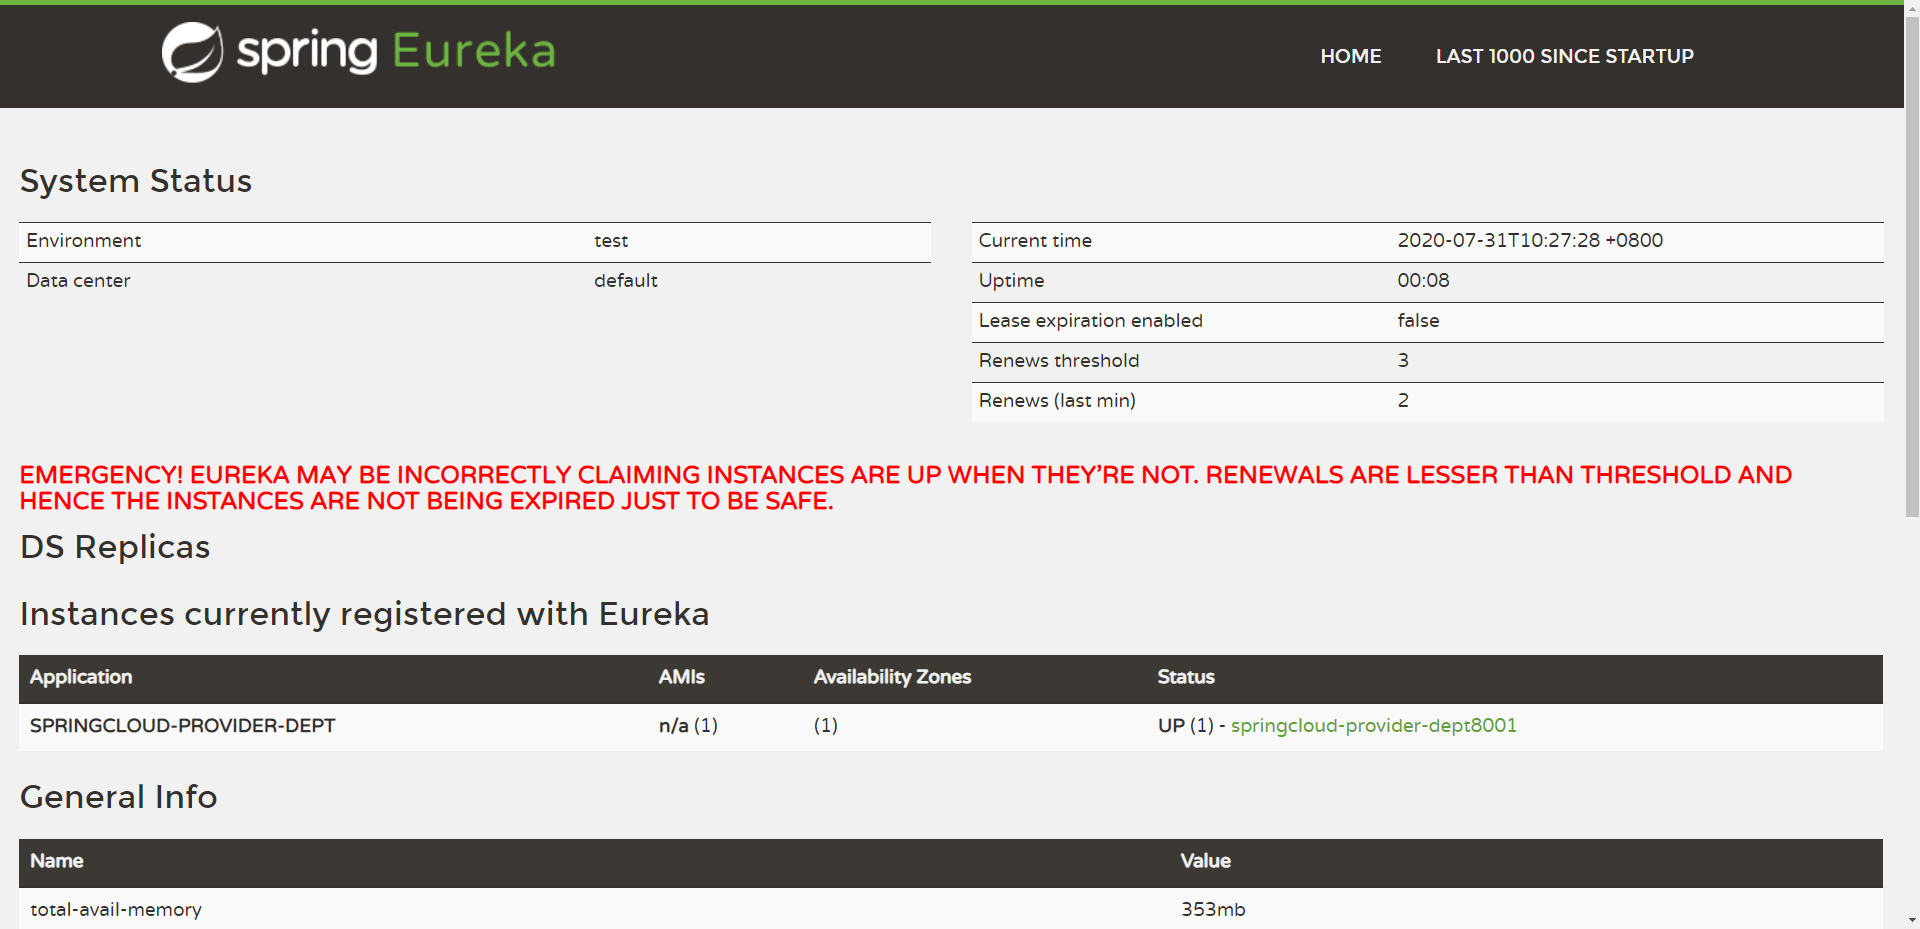 spring Eureka
HOME LAST 1000 SINCE STARTUP
System Status
Environment test
Data center default
Current time 2020-07-31T10:27:28 +0800
Uptime 00:08
Lease expiration enabled false
Renews threshold 3
Renews (last min) 2
EMERGENCY! EUREKA MAY BE INCORRECTLY CLAIMING INSTANCES ARE UP WHEN THEY’RE NOT. RENEWALS ARE LESSER THAN THRESHOLD AND
HENCE THE INSTANCES ARE NOT BEING EXPIRED JUST TO BE SAFE.
DS Replicas
Instances currently registered with Eureka
Application AMIs Availability Zones Status
SPRINGCLOUD-PROVIDER-DEPT n/a (1) (1) UP (1) - springcloud-provider-dept8001
General Info
Name Value
total-avail-memory 353mb